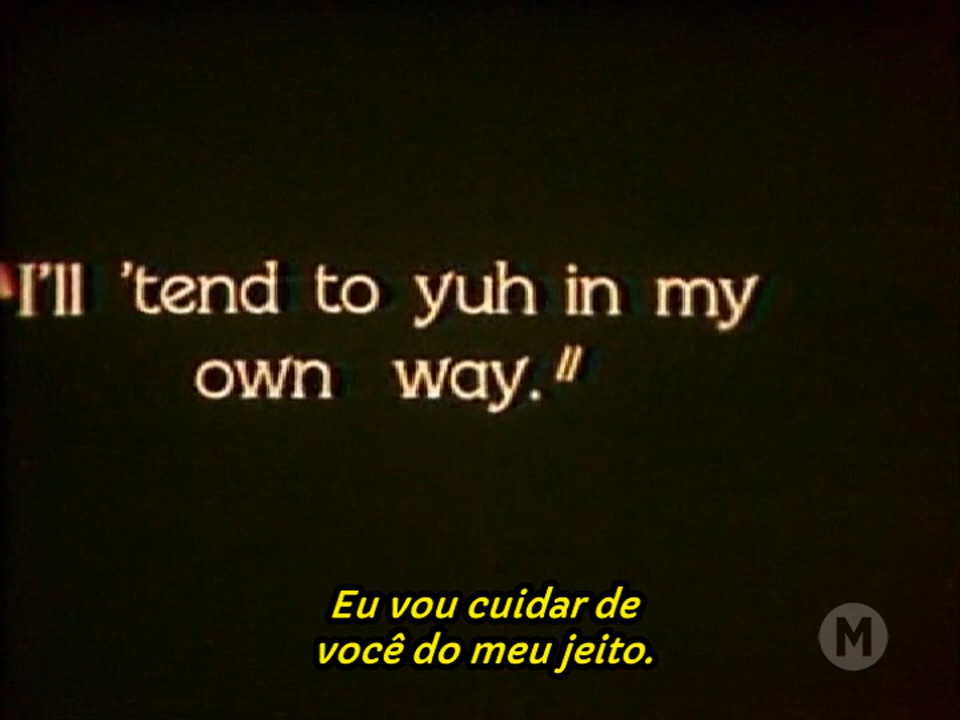 "I'll 'tend to yuh in my
own way."
Eu vou cuidar de
você do meu jeito.
M